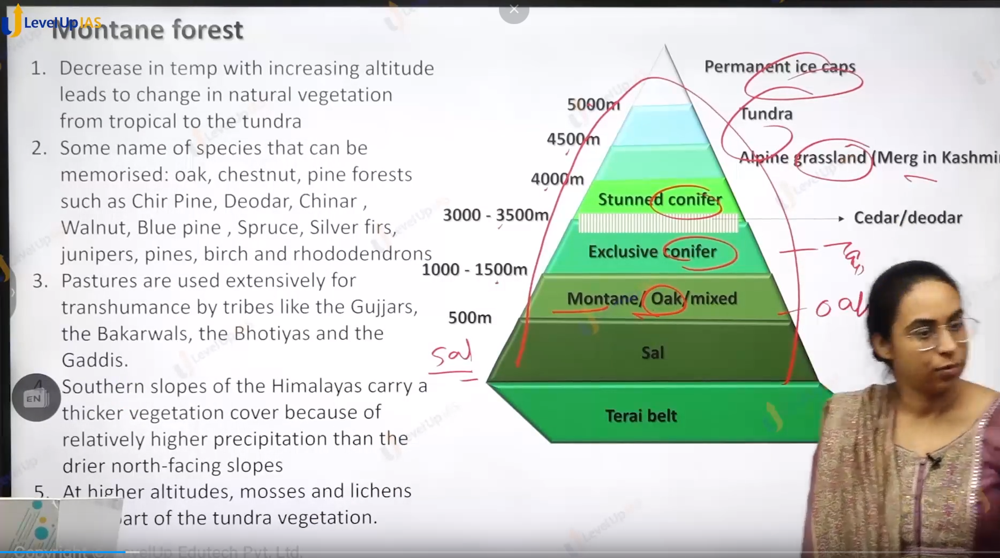 LevelUp IAS
Montane forest
1. Decrease in temp with increasing altitude
leads to change in natural vegetation
from tropical to the tundra
2. Some name of species that can be
memorised: oak, chestnut, pine forests
such as Chir Pine, Deodar, Chinar ,
Walnut, Blue pine , Spruce, Silver firs,
junipers, pines, birch and rhododendrons
3. Pastures are used extensively for
transhumance by tribes like the Gujjars,
the Bakarwals, the Bhotiyas and the
Gaddis.
4. Southern slopes of the Himalayas carry a
thicker vegetation cover because of
relatively higher precipitation than the
drier north-facing slopes
5. At higher altitudes, mosses and lichens
art of the tundra vegetation.
EN
Permanent ice caps
5000m
Tundra
4500m
Alpine grassland (Merg in Kashmi
4000m
Stunned conifer
3000 - 3500m
Cedar/deodar
Exclusive conifer
1000 - 1500m
Montane/ Oak/mixed
oak
500m
Sal
sal
Terai belt
Copyright © LevelUp Edutech Pvt. Ltd.